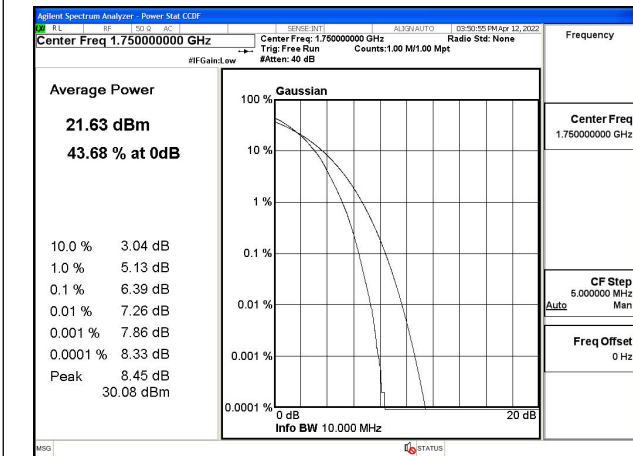 Agilent Spectrum Analyzer - Power Stat CCDF
RL RF 50 Ω AC SENSE:INT ALIGNAUTO 03:50:55 PM Apr 12, 2022
Center Freq 1.750000000 GHz
Center Freq: 1.750000000 GHz Radio Std: None
Trig: Free Run Counts:1.00 M/1.00 Mpt
#IFGain:Low #Atten: 40 dB
Frequency
Average Power
21.63 dBm
43.68 % at 0dB
10.0 % 3.04 dB
1.0 % 5.13 dB
0.1 % 6.39 dB
0.01 % 7.26 dB
0.001 % 7.86 dB
0.0001 % 8.33 dB
Peak 8.45 dB
30.08 dBm
Gaussian
100 %
10 %
1 %
0.1 %
0.01 %
0.001 %
0.0001 %
0 dB 20 dB
Info BW 10.000 MHz
Center Freq
1.750000000 GHz
CF Step
5.000000 MHz
Auto Man
Freq Offset
0 Hz
MSG STATUS